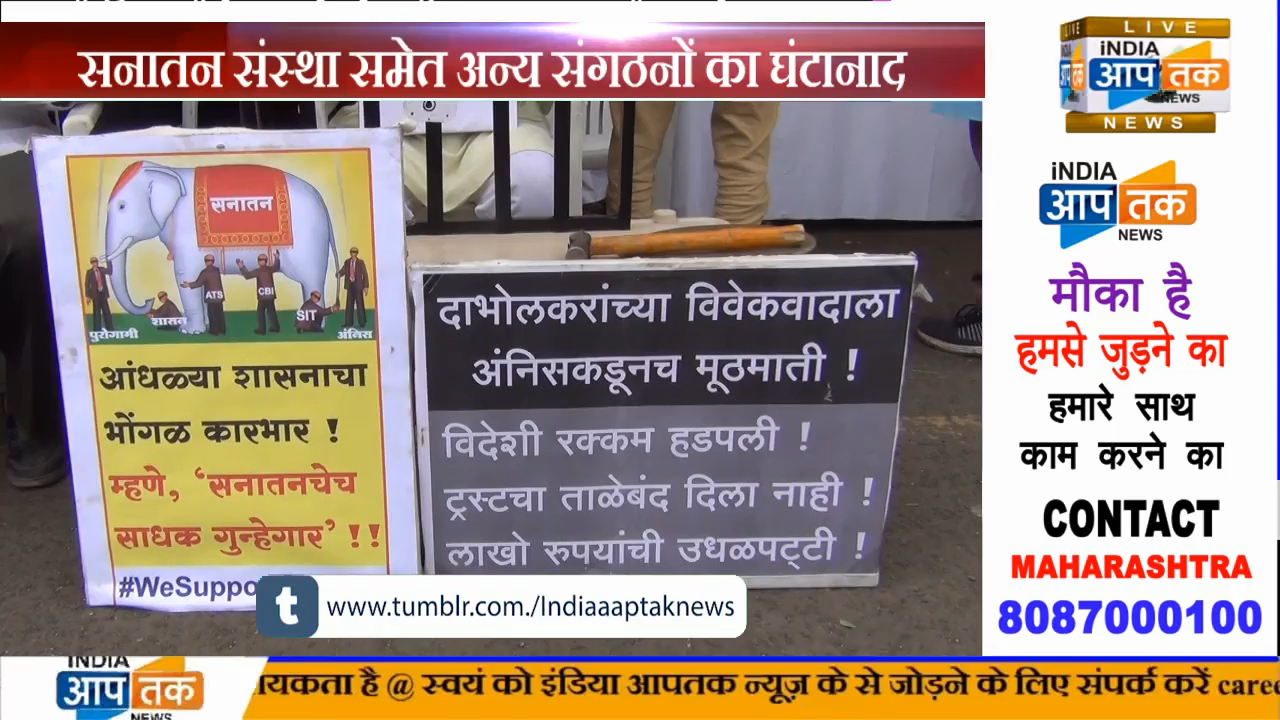 सनातन संस्था समेत अन्य संगठनों का घंटानाद
सनातन
ATS
CBI
SIT
शासन
पुरोगामी
अंनिस
आंधळ्या शासनाचा
भोंगळ कारभार !
म्हणे, ‘सनातनचेच
साधक गुन्हेगार’ !!
#WeSuppo
दाभोलकरांच्या विवेकवादाला
अंनिसकडूनच मूठमाती !
विदेशी रक्कम हडपली !
ट्रस्टचा ताळेबंद दिला नाही !
लाखो रुपयांची उधळपट्टी !
t www.tumblr.com./Indiaaaptaknews
LIVE
LIVE
iNDIA
आप तक
NEWS
NEWS
iNDIA
आप तक
NEWS
मौका है
हमसे जुड़ने का
हमारे साथ
काम करने का
CONTACT
MAHARASHTRA
8087000100
iNDIA
आप तक
NEWS
यकता है @ स्वयं को इंडिया आपतक न्यूज़ के से जोड़ने के लिए संपर्क करें caree